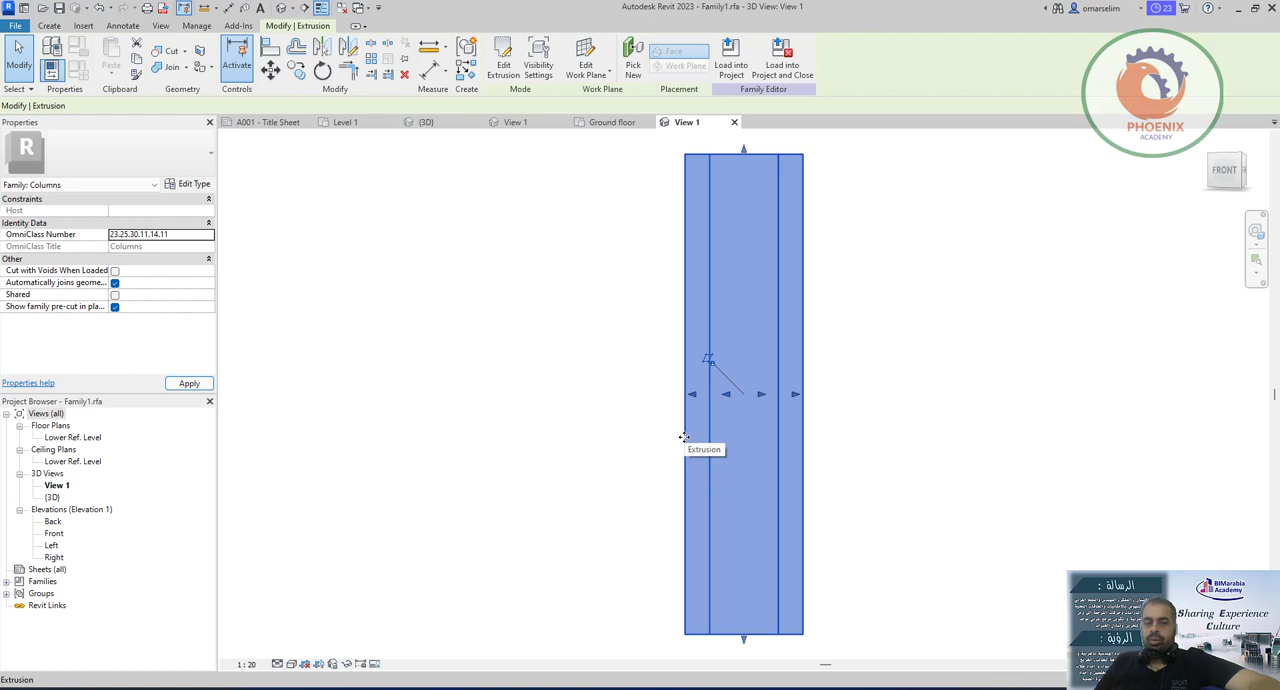 Autodesk Revit 2023 - Family1.rfa - 3D View: View 1
omarselim
23
File
Create
Insert
Annotate
View
Manage
Add-Ins
Modify | Extrusion
Modify
Paste
Cut
Join
Activate
Edit Extrusion
Visibility Settings
Edit Work Plane
Pick New
Face
Work Plane
Load into Project
Load into Project and Close
Select
Properties
Clipboard
Geometry
Controls
Modify
Measure
Create
Mode
Work Plane
Placement
Family Editor
Modify | Extrusion
PHOENIX
ACADEMY
Properties
A001 - Title Sheet
Level 1
{3D}
View 1
Ground floor
View 1
R
FRONT
Family: Columns
Edit Type
Constraints
Host
Identity Data
OmniClass Number
23.25.30.11.14.11
OmniClass Title
Columns
Other
Cut with Voids When Loaded
Automatically joins geome...
Shared
Show family pre-cut in pla...
Properties help
Apply
Project Browser - Family1.rfa
Views (all)
Floor Plans
Lower Ref. Level
Ceiling Plans
Lower Ref. Level
3D Views
View 1
{3D}
Elevations (Elevation 1)
Back
Front
Left
Right
Sheets (all)
Families
Groups
Revit Links
Extrusion
1 : 20
Extrusion
الرسالة :
الرؤية :
BIMarabia
Academy
Sharing Experience
Culture
SPORT